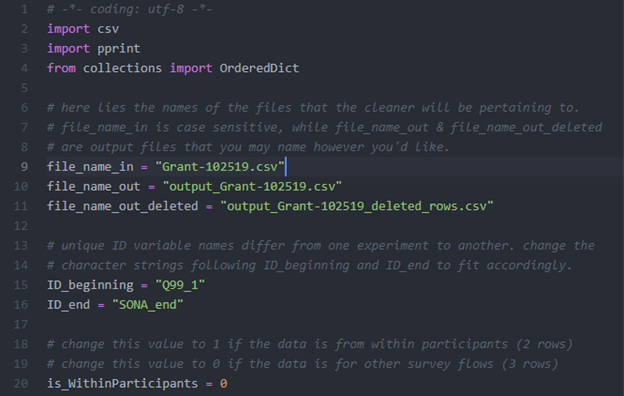 1 # -*- coding: utf-8 -*-
2 import csv
3 import pprint
4 from collections import OrderedDict
5
6 # here lies the names of the files that the cleaner will be pertaining to.
7 # file_name_in is case sensitive, while file_name_out & file_name_out_deleted
8 # are output files that you may name however you'd like.
9 file_name_in = "Grant-102519.csv"
10 file_name_out = "output_Grant-102519.csv"
11 file_name_out_deleted = "output_Grant-102519_deleted_rows.csv"
12
13 # unique ID variable names differ from one experiment to another. change the
14 # character strings following ID_beginning and ID_end to fit accordingly.
15 ID_beginning = "Q99_1"
16 ID_end = "SONA_end"
17
18 # change this value to 1 if the data is from within participants (2 rows)
19 # change this value to 0 if the data is for other survey flows (3 rows)
20 is_WithinParticipants = 0